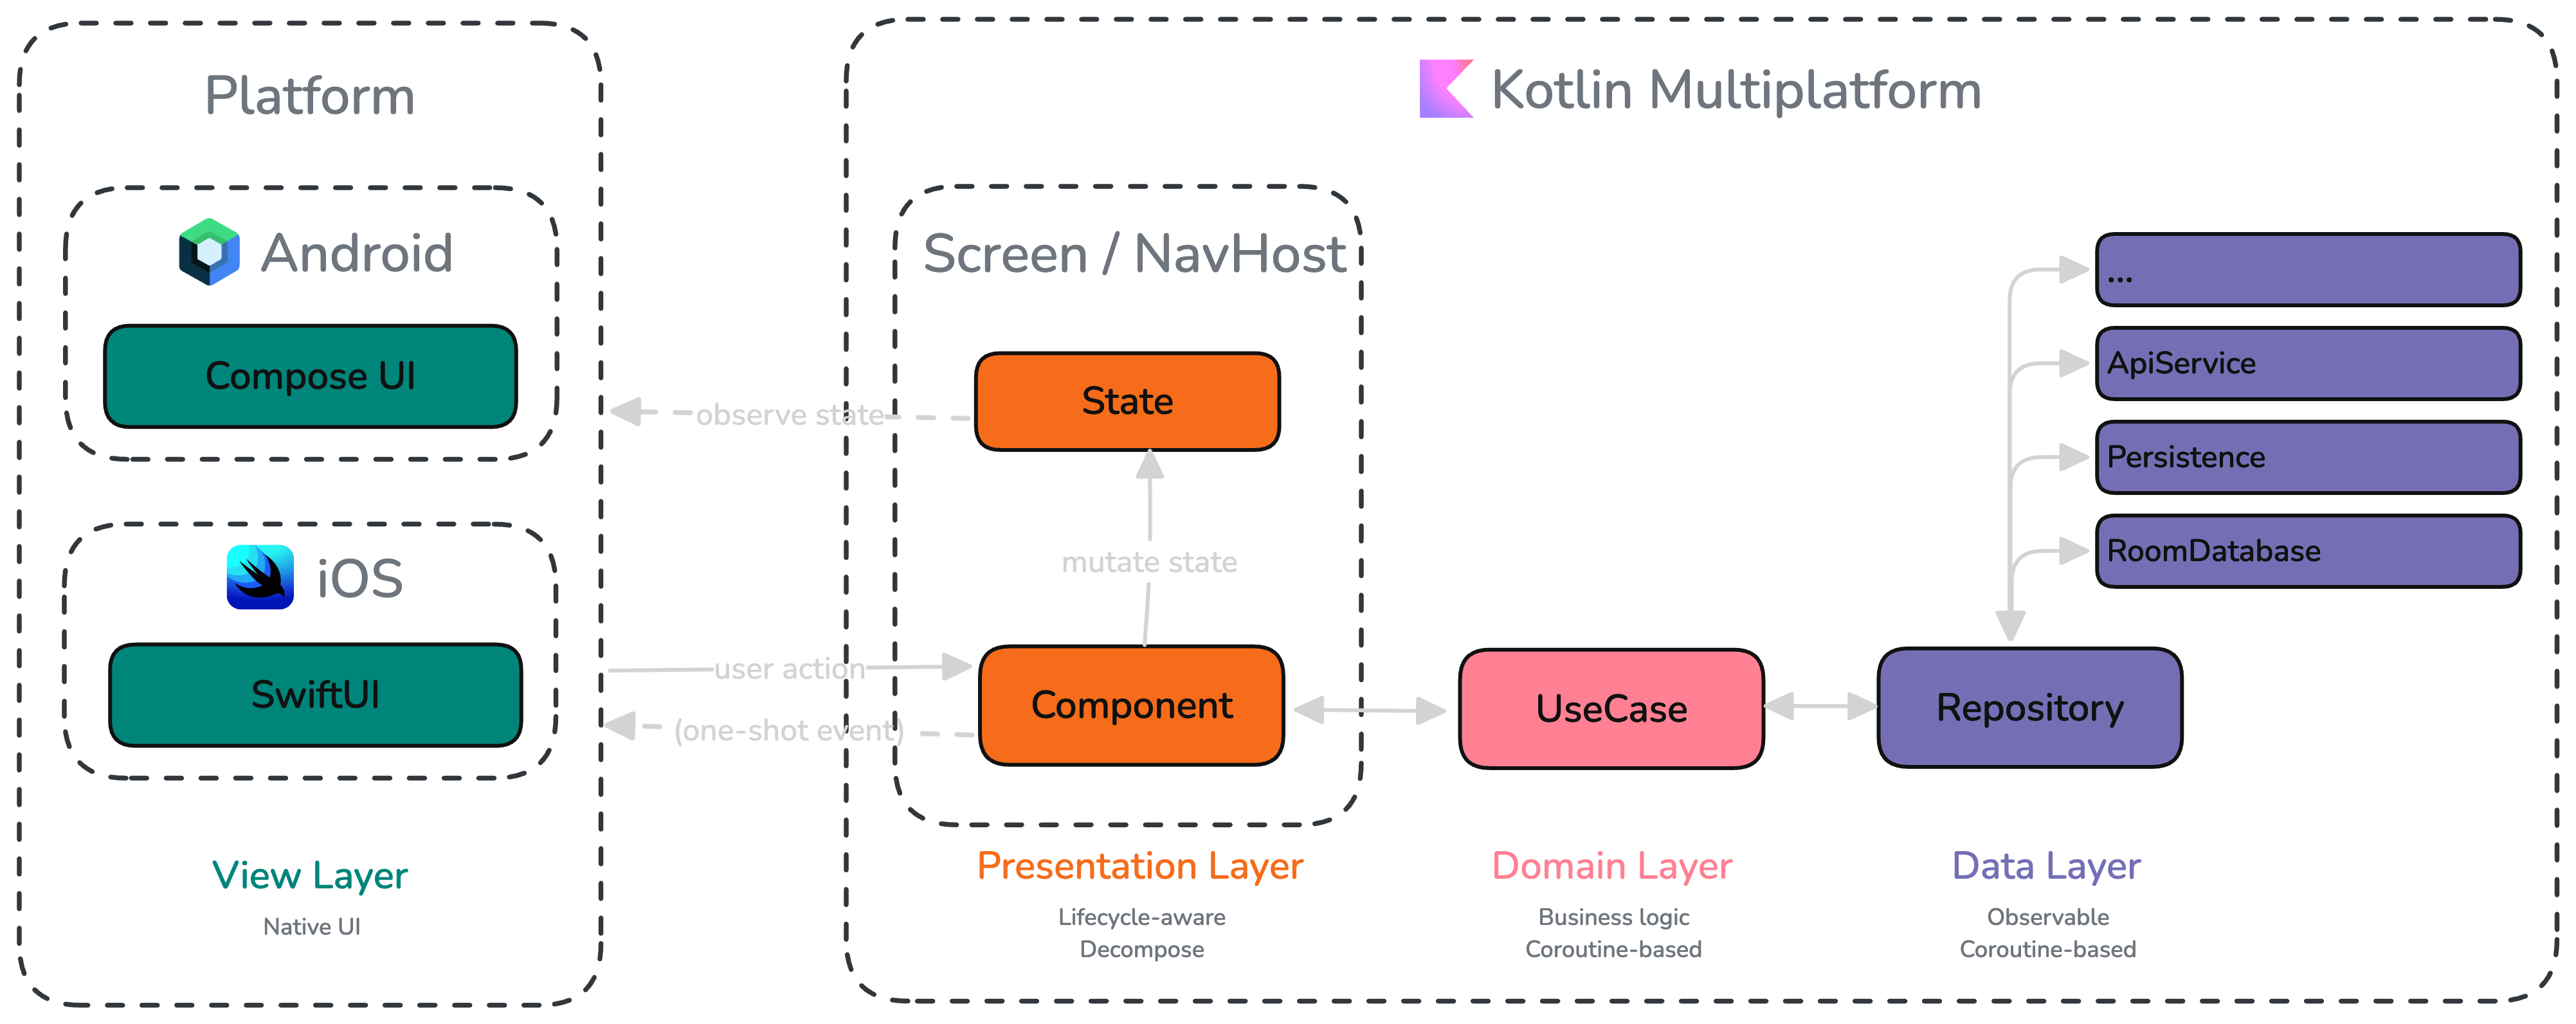 Platform
Android
Compose UI
iOS
SwiftUI
View Layer
Native UI
observe state
user action
(one-shot event)
Kotlin Multiplatform
Screen / NavHost
State
mutate state
Component
Presentation Layer
Lifecycle-aware
Decompose
UseCase
Domain Layer
Business logic
Coroutine-based
...
ApiService
Persistence
RoomDatabase
Repository
Data Layer
Observable
Coroutine-based